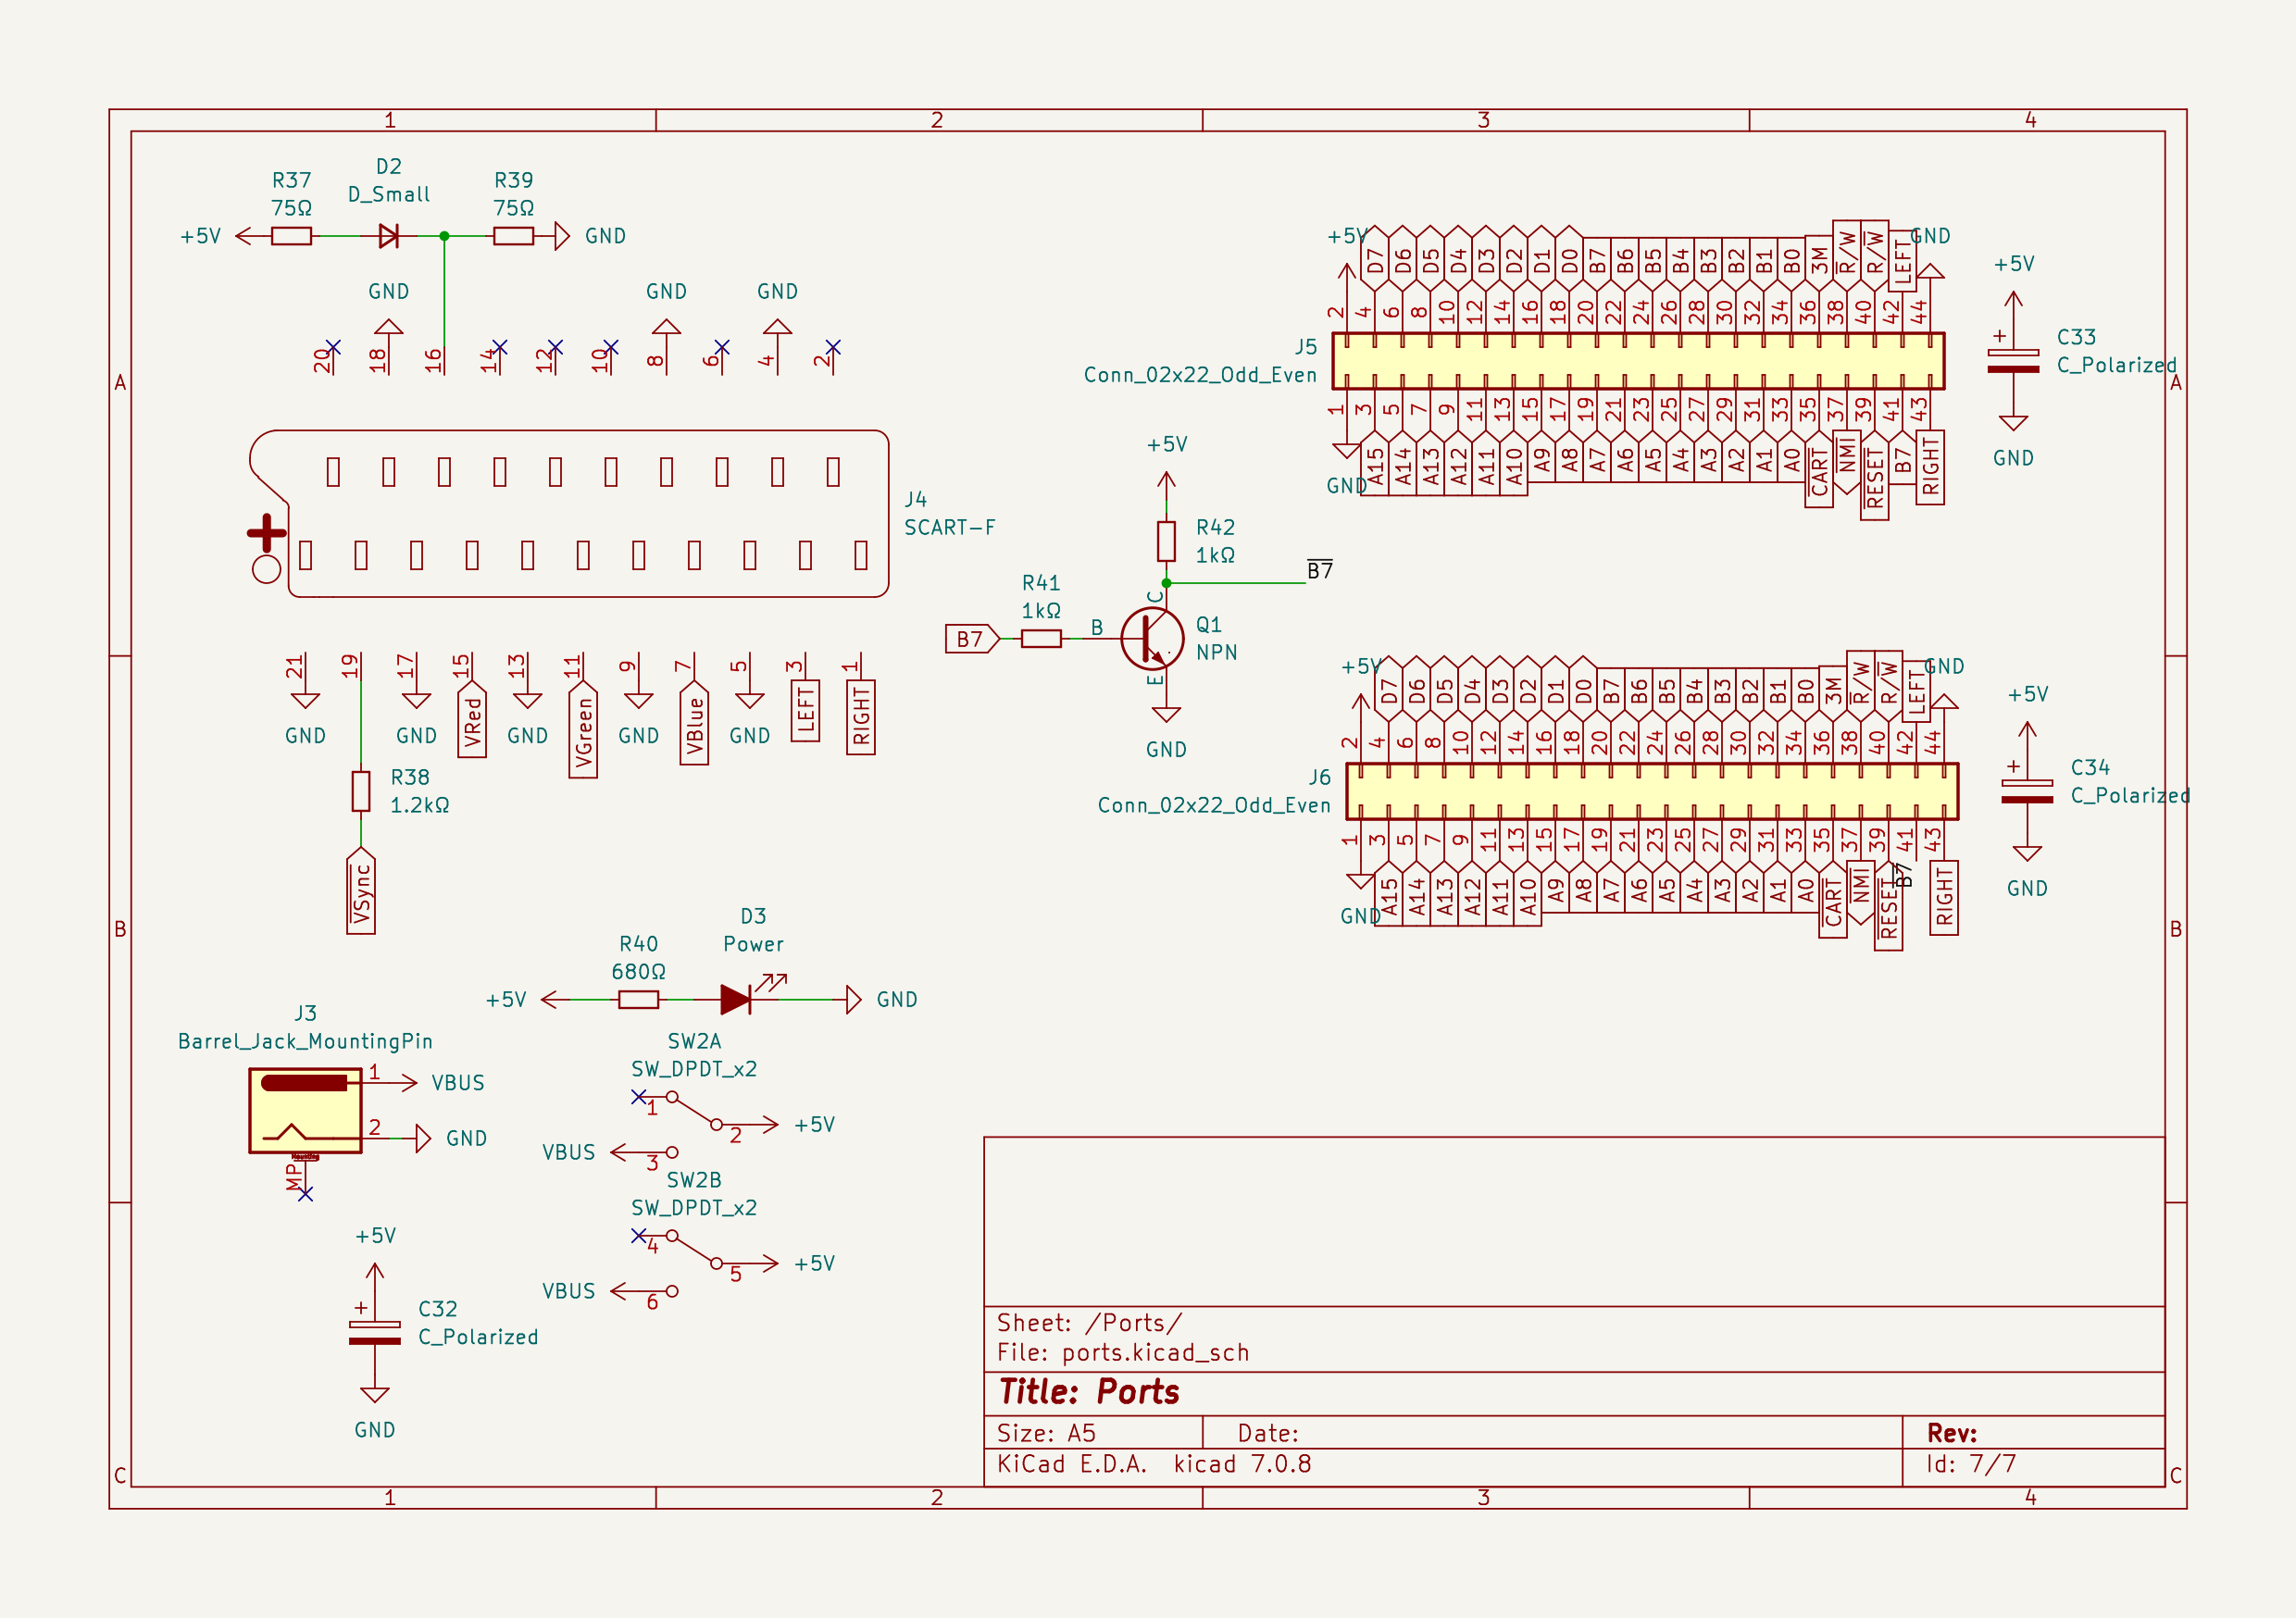 1 2 3 4
D2
R37 D_Small R39
75Ω 75Ω
+5V GND
GND GND GND
20 18 16 14 12 10 8 6 4 2
J4
SCART-F
21 19 17 15 13 11 9 7 5 3 1
VRed VGreen VBlue LEFT RIGHT
GND GND GND GND GND
R38
1.2kΩ
VSync
D3
R40 Power
680Ω
+5V GND
J3
Barrel_Jack_MountingPin
1 VBUS
2 GND
Mounting
MP
SW2A
SW_DPDT_x2
1
2 +5V
VBUS 3
SW2B
SW_DPDT_x2
4
5 +5V
VBUS 6
+5V
+
C32
C_Polarized
GND
+5V
R42
1kΩ
B7
R41
1kΩ
B7 B C E
Q1
NPN
GND
+5V D7 D6 D5 D4 D3 D2 D1 D0 B7 B6 B5 B4 B3 B2 B1 B0 3M R/W R/W LEFT GND
2 4 6 8 10 12 14 16 18 20 22 24 26 28 30 32 34 36 38 40 42 44
J5
Conn_02x22_Odd_Even
1 3 5 7 9 11 13 15 17 19 21 23 25 27 29 31 33 35 37 39 41 43
GND A15 A14 A13 A12 A11 A10 A9 A8 A7 A6 A5 A4 A3 A2 A1 A0 CART NMI RESET B7 RIGHT
+5V
+
C33
C_Polarized
GND
+5V D7 D6 D5 D4 D3 D2 D1 D0 B7 B6 B5 B4 B3 B2 B1 B0 3M R/W R/W LEFT GND
2 4 6 8 10 12 14 16 18 20 22 24 26 28 30 32 34 36 38 40 42 44
J6
Conn_02x22_Odd_Even
1 3 5 7 9 11 13 15 17 19 21 23 25 27 29 31 33 35 37 39 41 43
GND A15 A14 A13 A12 A11 A10 A9 A8 A7 A6 A5 A4 A3 A2 A1 A0 CART NMI RESET B7 RIGHT
+5V
+
C34
C_Polarized
GND
A A
B B
C C
Sheet: /Ports/
File: ports.kicad_sch
Title: Ports
Size: A5 Date: Rev:
KiCad E.D.A. kicad 7.0.8 Id: 7/7
1 2 3 4